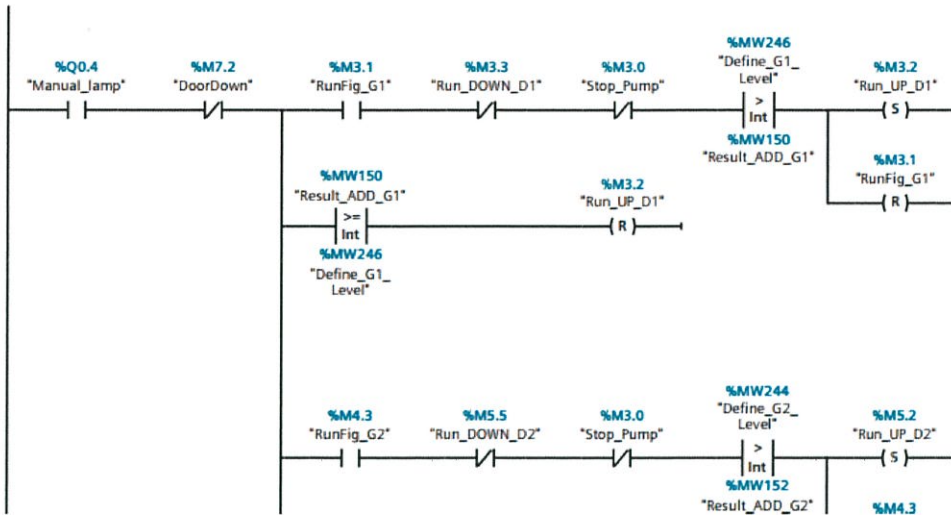 %Q0.4
"Manual_lamp"
%M7.2
"DoorDown"
%M3.1
"RunFig_G1"
%M3.3
"Run_DOWN_D1"
%M3.0
"Stop_Pump"
%MW246
"Define_G1_
Level"
>
Int
%MW150
"Result_ADD_G1"
%M3.2
"Run_UP_D1"
S
%M3.1
"RunFig_G1"
R
%MW150
"Result_ADD_G1"
>=
Int
%MW246
"Define_G1_
Level"
%M3.2
"Run_UP_D1"
R
%M4.3
"RunFig_G2"
%M5.5
"Run_DOWN_D2"
%M3.0
"Stop_Pump"
%MW244
"Define_G2_
Level"
>
Int
%MW152
"Result_ADD_G2"
%M5.2
"Run_UP_D2"
S
%M4.3